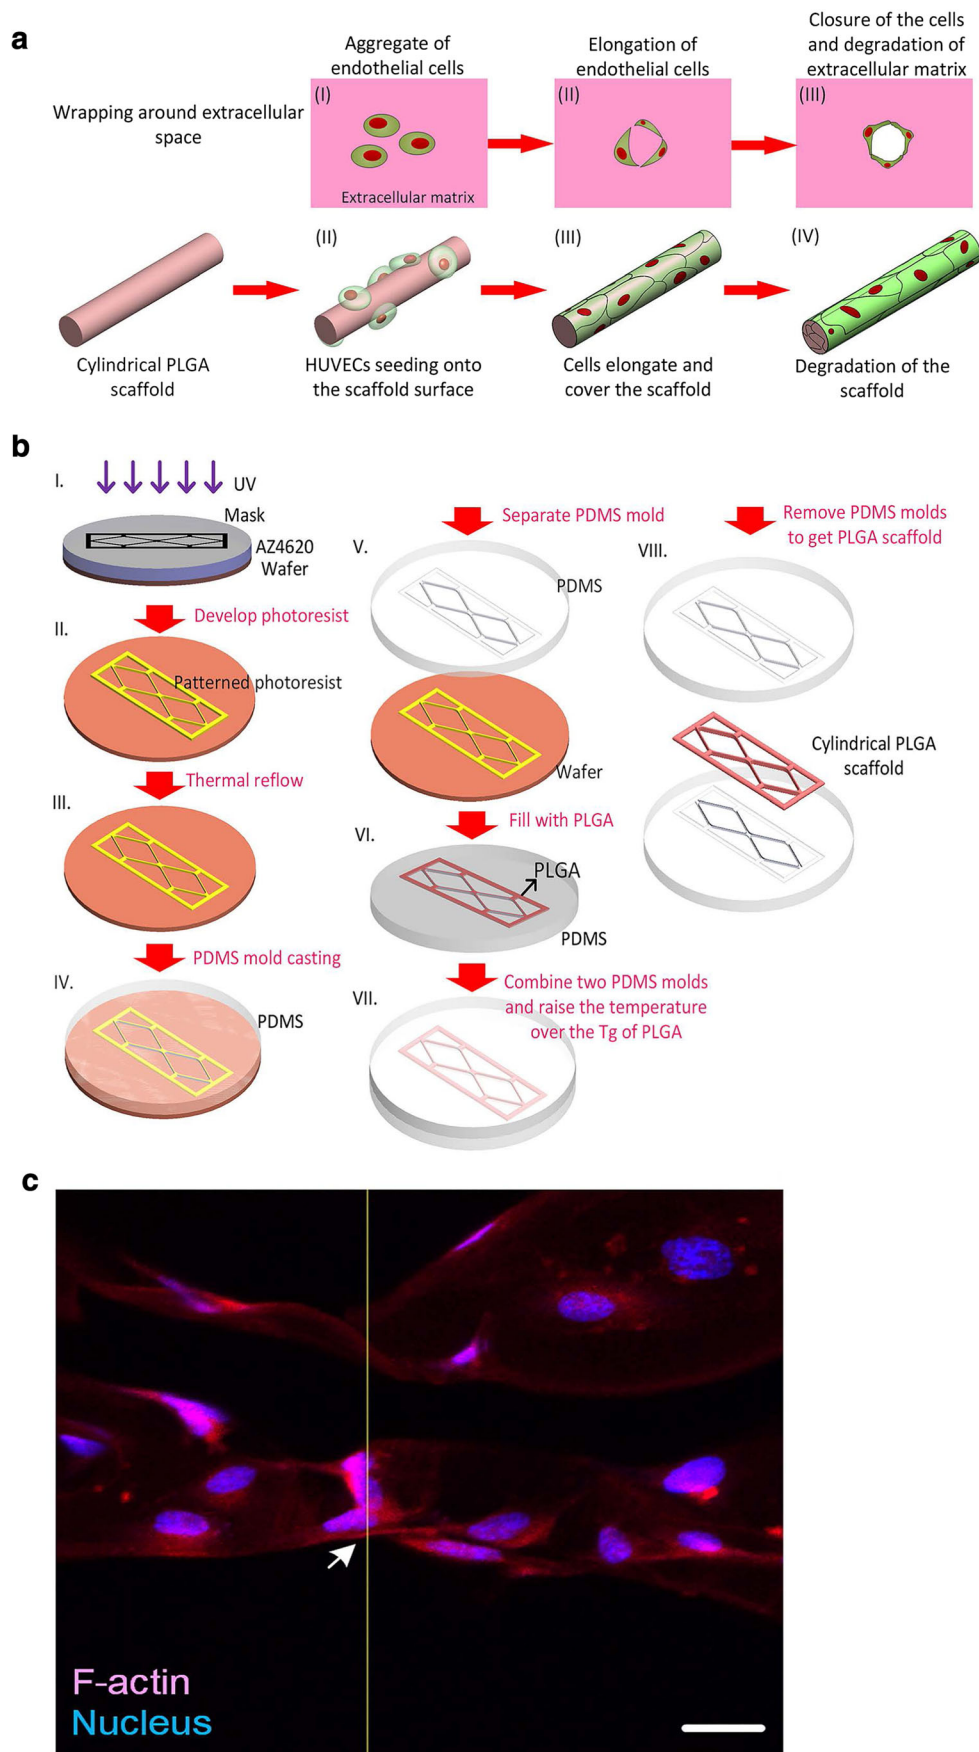 a
Aggregate of
endothelial cells
Elongation of
endothelial cells
Closure of the cells
and degradation of
extracellular matrix
Wrapping around extracellular
space
(I)
Extracellular matrix
(II)
(III)
(II)
(III)
(IV)
Cylindrical PLGA
scaffold
HUVECs seeding onto
the scaffold surface
Cells elongate and
cover the scaffold
Degradation of the
scaffold
b
I.
UV
Mask
AZ4620
Wafer
Develop photoresist
II.
Patterned photoresist
Thermal reflow
III.
PDMS mold casting
IV.
PDMS
Separate PDMS mold
V.
PDMS
Wafer
Fill with PLGA
VI.
PLGA
PDMS
Combine two PDMS molds
and raise the temperature
over the Tg of PLGA
VII.
Remove PDMS molds
to get PLGA scaffold
VIII.
Cylindrical PLGA
scaffold
c
F-actin
Nucleus